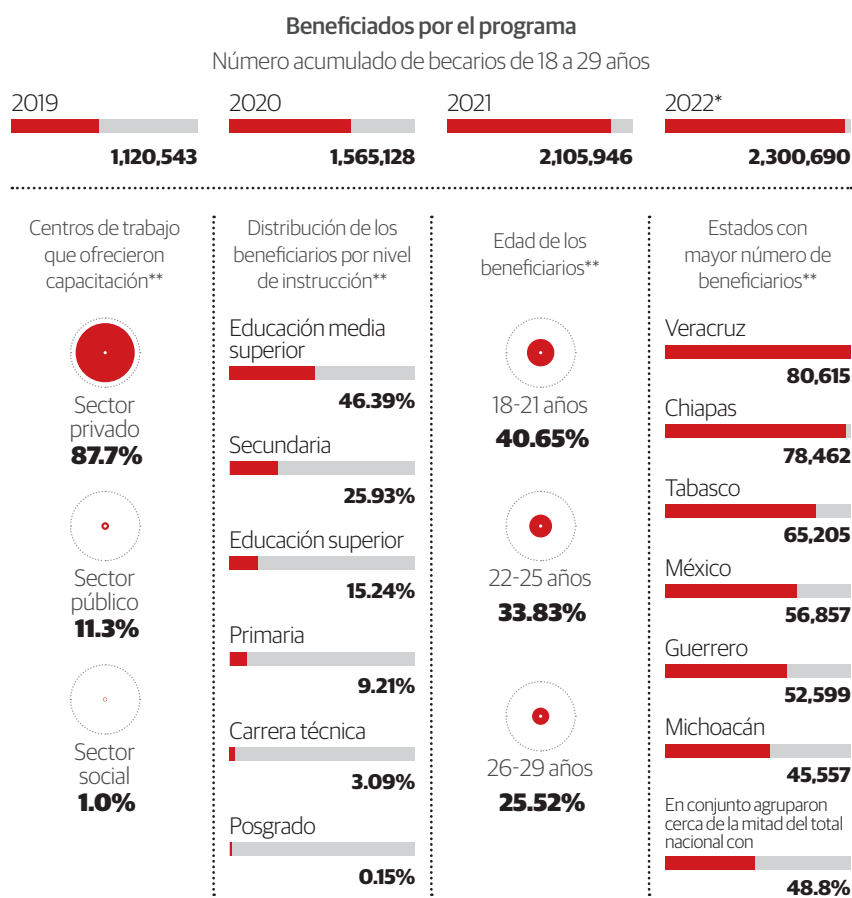 Beneficiados por el programa
Número acumulado de becarios de 18 a 29 años
2019
1,120,543
2020
1,565,128
2021
2,105,946
2022*
2,300,690
Centros de trabajo
que ofrecieron
capacitación**
Sector
privado
87.7%
Sector
público
11.3%
Sector
social
1.0%
Distribución de los
beneficiarios por nivel
de instrucción**
Educación media
superior
46.39%
Secundaria
25.93%
Educación superior
15.24%
Primaria
9.21%
Carrera técnica
3.09%
Posgrado
0.15%
Edad de los
beneficiarios**
18-21 años
40.65%
22-25 años
33.83%
26-29 años
25.52%
Estados con
mayor número de
beneficiarios**
Veracruz
80,615
Chiapas
78,462
Tabasco
65,205
México
56,857
Guerrero
52,599
Michoacán
45,557
En conjunto agruparon
cerca de la mitad del total
nacional con
48.8%